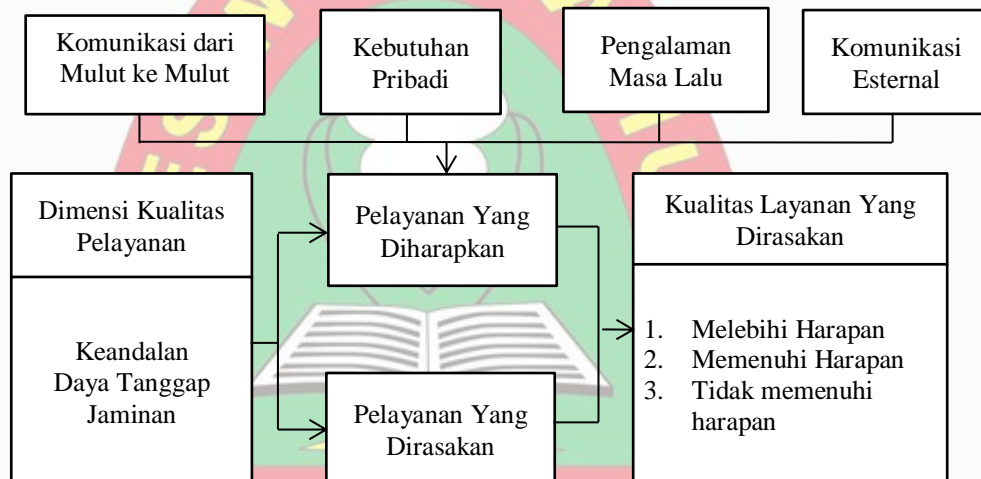 Komunikasi dari
Mulut ke Mulut
Kebutuhan
Pribadi
Pengalaman
Masa Lalu
Komunikasi
Esternal
Dimensi Kualitas
Pelayanan
Keandalan
Daya Tanggap
Jaminan
Pelayanan Yang
Diharapkan
Pelayanan Yang
Dirasakan
Kualitas Layanan Yang
Dirasakan
1. Melebihi Harapan
2. Memenuhi Harapan
3. Tidak memenuhi
harapan